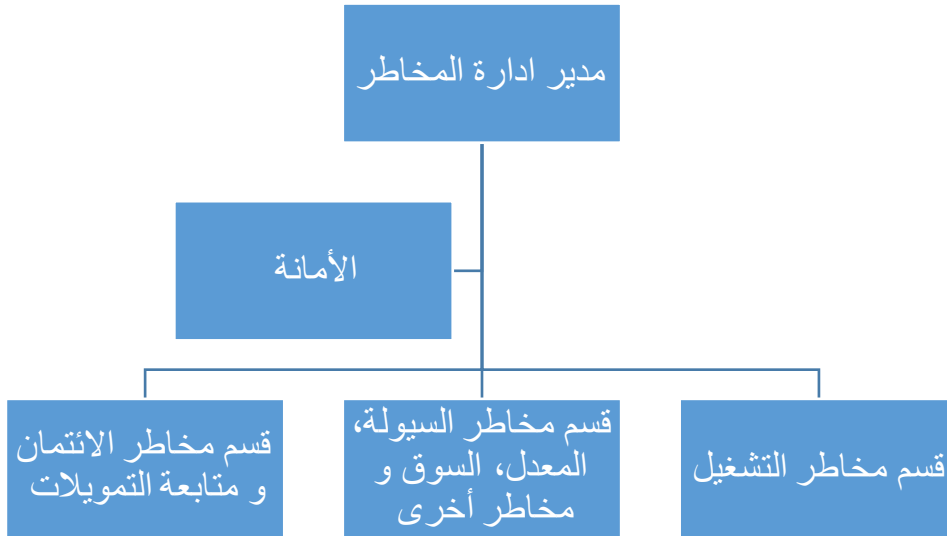 مدير ادارة المخاطر
الأمانة
قسم مخاطر التشغيل
قسم مخاطر السيولة،
المعدل، السوق و
مخاطر أخرى
قسم مخاطر الائتمان
و متابعة التمويلات